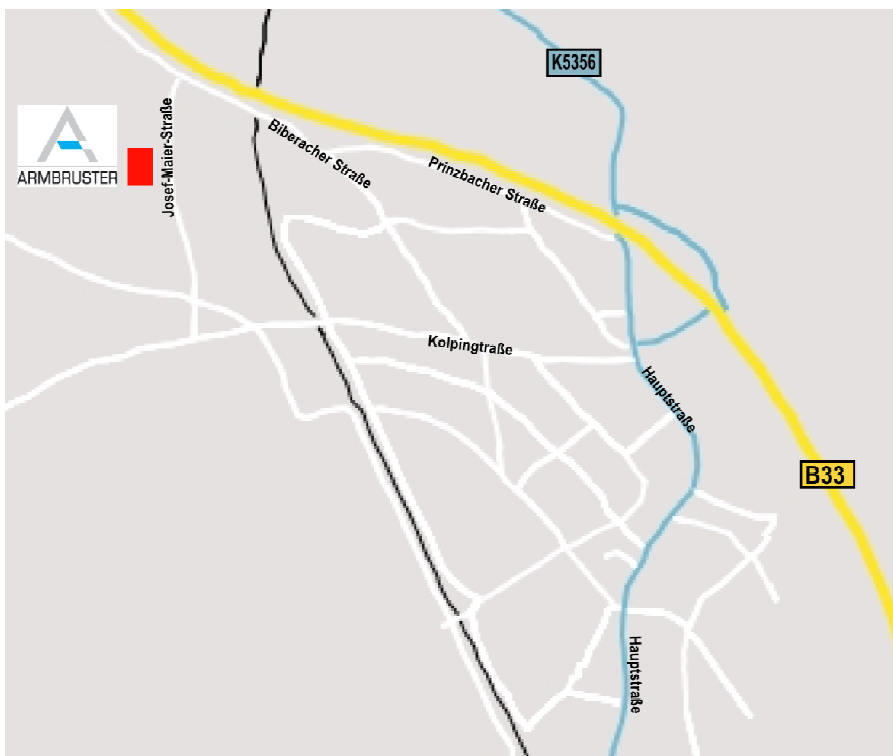 K5356
Josef-Maier-Straße
ARMBRUSTER
Biberacher Straße
Prinzbacher Straße
Kolpingtraße
Hauptstraße
B33
Hauptstraße